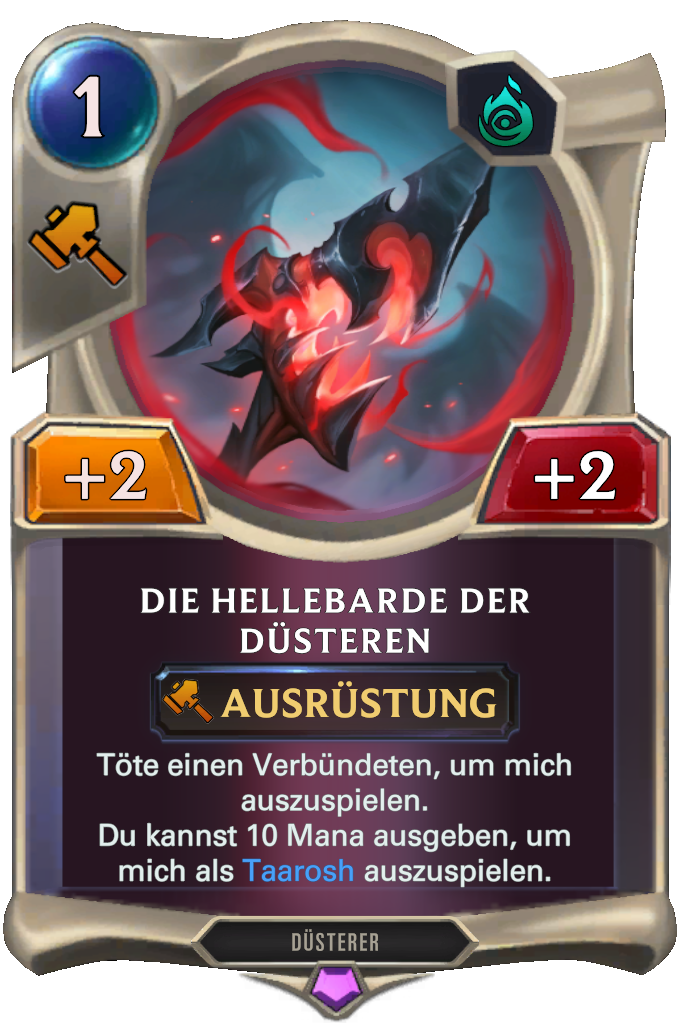 1
+2
+2
DIE HELLEBARDE DER
DÜSTEREN
AUSRÜSTUNG
Töte einen Verbündeten, um mich
auszuspielen.
Du kannst 10 Mana ausgeben, um
mich als Taarosh auszuspielen.
DÜSTERER